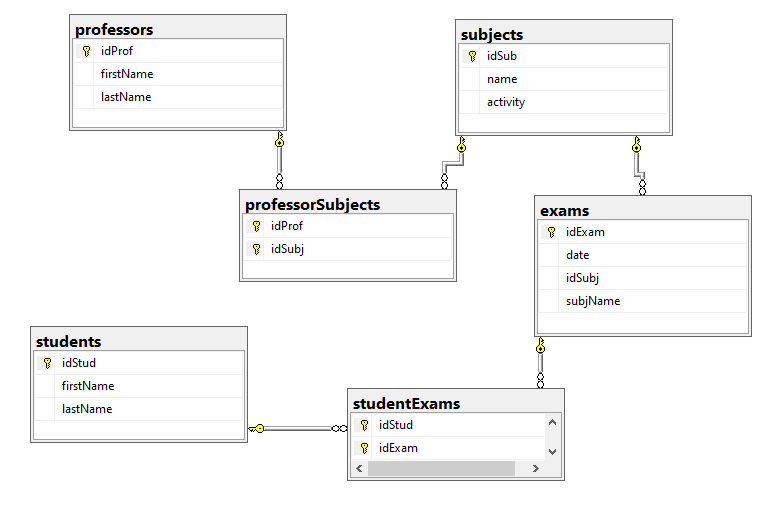 professors
idProf
firstName
lastName
subjects
idSub
name
activity
professorSubjects
idProf
idSubj
exams
idExam
date
idSubj
subjName
students
idStud
firstName
lastName
studentExams
idStud
idExam